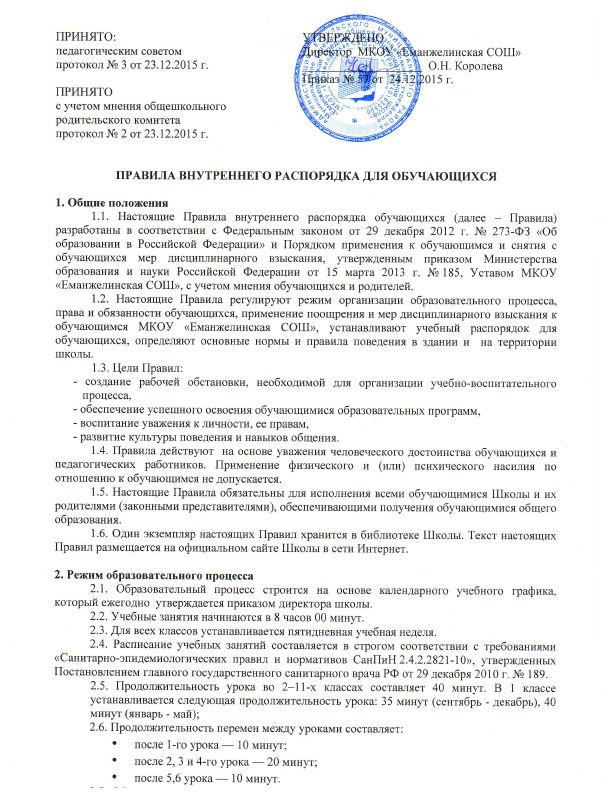 ПРИНЯТО:
педагогическим советом
протокол № 3 от 23.12.2015 г.
ПРИНЯТО
с учетом мнения общешкольного
родительского комитета
протокол № 2 от 23.12.2015 г.
УТВЕРЖДЕНО
Директор МКОУ «Еманжелинская СОШ»
О.Н. Королева
Приказ № 57 от 24.12.2015 г.
ПРАВИЛА ВНУТРЕННЕГО РАСПОРЯДКА ДЛЯ ОБУЧАЮЩИХСЯ
1. Общие положения
1.1. Настоящие Правила внутреннего распорядка обучающихся (далее – Правила)
разработаны в соответствии с Федеральным законом от 29 декабря 2012 г. № 273-ФЗ «Об
образовании в Российской Федерации» и Порядком применения к обучающимся и снятия с
обучающихся мер дисциплинарного взыскания, утвержденным приказом Министерства
образования и науки Российской Федерации от 15 марта 2013 г. № 185, Уставом МКОУ
«Еманжелинская СОШ», с учетом мнения обучающихся и родителей.
1.2. Настоящие Правила регулируют режим организации образовательного процесса,
права и обязанности обучающихся, применение поощрения и мер дисциплинарного взыскания к
обучающимся МКОУ «Еманжелинская СОШ», устанавливают учебный распорядок для
обучающихся, определяют основные нормы и правила поведения в здании и на территории
школы.
1.3. Цели Правил:
- создание рабочей обстановки, необходимой для организации учебно-воспитательного
процесса,
- обеспечение успешного освоения обучающимися образовательных программ,
- воспитание уважения к личности, ее правам,
- развитие культуры поведения и навыков общения.
1.4. Правила действуют на основе уважения человеческого достоинства обучающихся и
педагогических работников. Применение физического и (или) психического насилия по
отношению к обучающимся не допускается.
1.5. Настоящие Правила обязательны для исполнения всеми обучающимися Школы и их
родителями (законными представителями), обеспечивающими получения обучающимися общего
образования.
1.6. Один экземпляр настоящих Правил хранится в библиотеке Школы. Текст настоящих
Правил размещается на официальном сайте Школы в сети Интернет.
2. Режим образовательного процесса
2.1. Образовательный процесс строится на основе календарного учебного графика,
который ежегодно утверждается приказом директора школы.
2.2. Учебные занятия начинаются в 8 часов 00 минут.
2.3. Для всех классов устанавливается пятидневная учебная неделя.
2.4. Расписание учебных занятий составляется в строгом соответствии с требованиями
«Санитарно-эпидемиологических правил и нормативов СанПиН 2.4.2.2821-10», утвержденных
Постановлением главного государственного санитарного врача РФ от 29 декабря 2010 г. № 189.
2.5. Продолжительность урока во 2–11-х классах составляет 40 минут. В 1 классе
устанавливается следующая продолжительность урока: 35 минут (сентябрь - декабрь), 40
минут (январь - май);
2.6. Продолжительность перемен между уроками составляет:
• после 1-го урока — 10 минут;
• после 2, 3 и 4-го урока — 20 минут;
• после 5,6 урока — 10 минут.